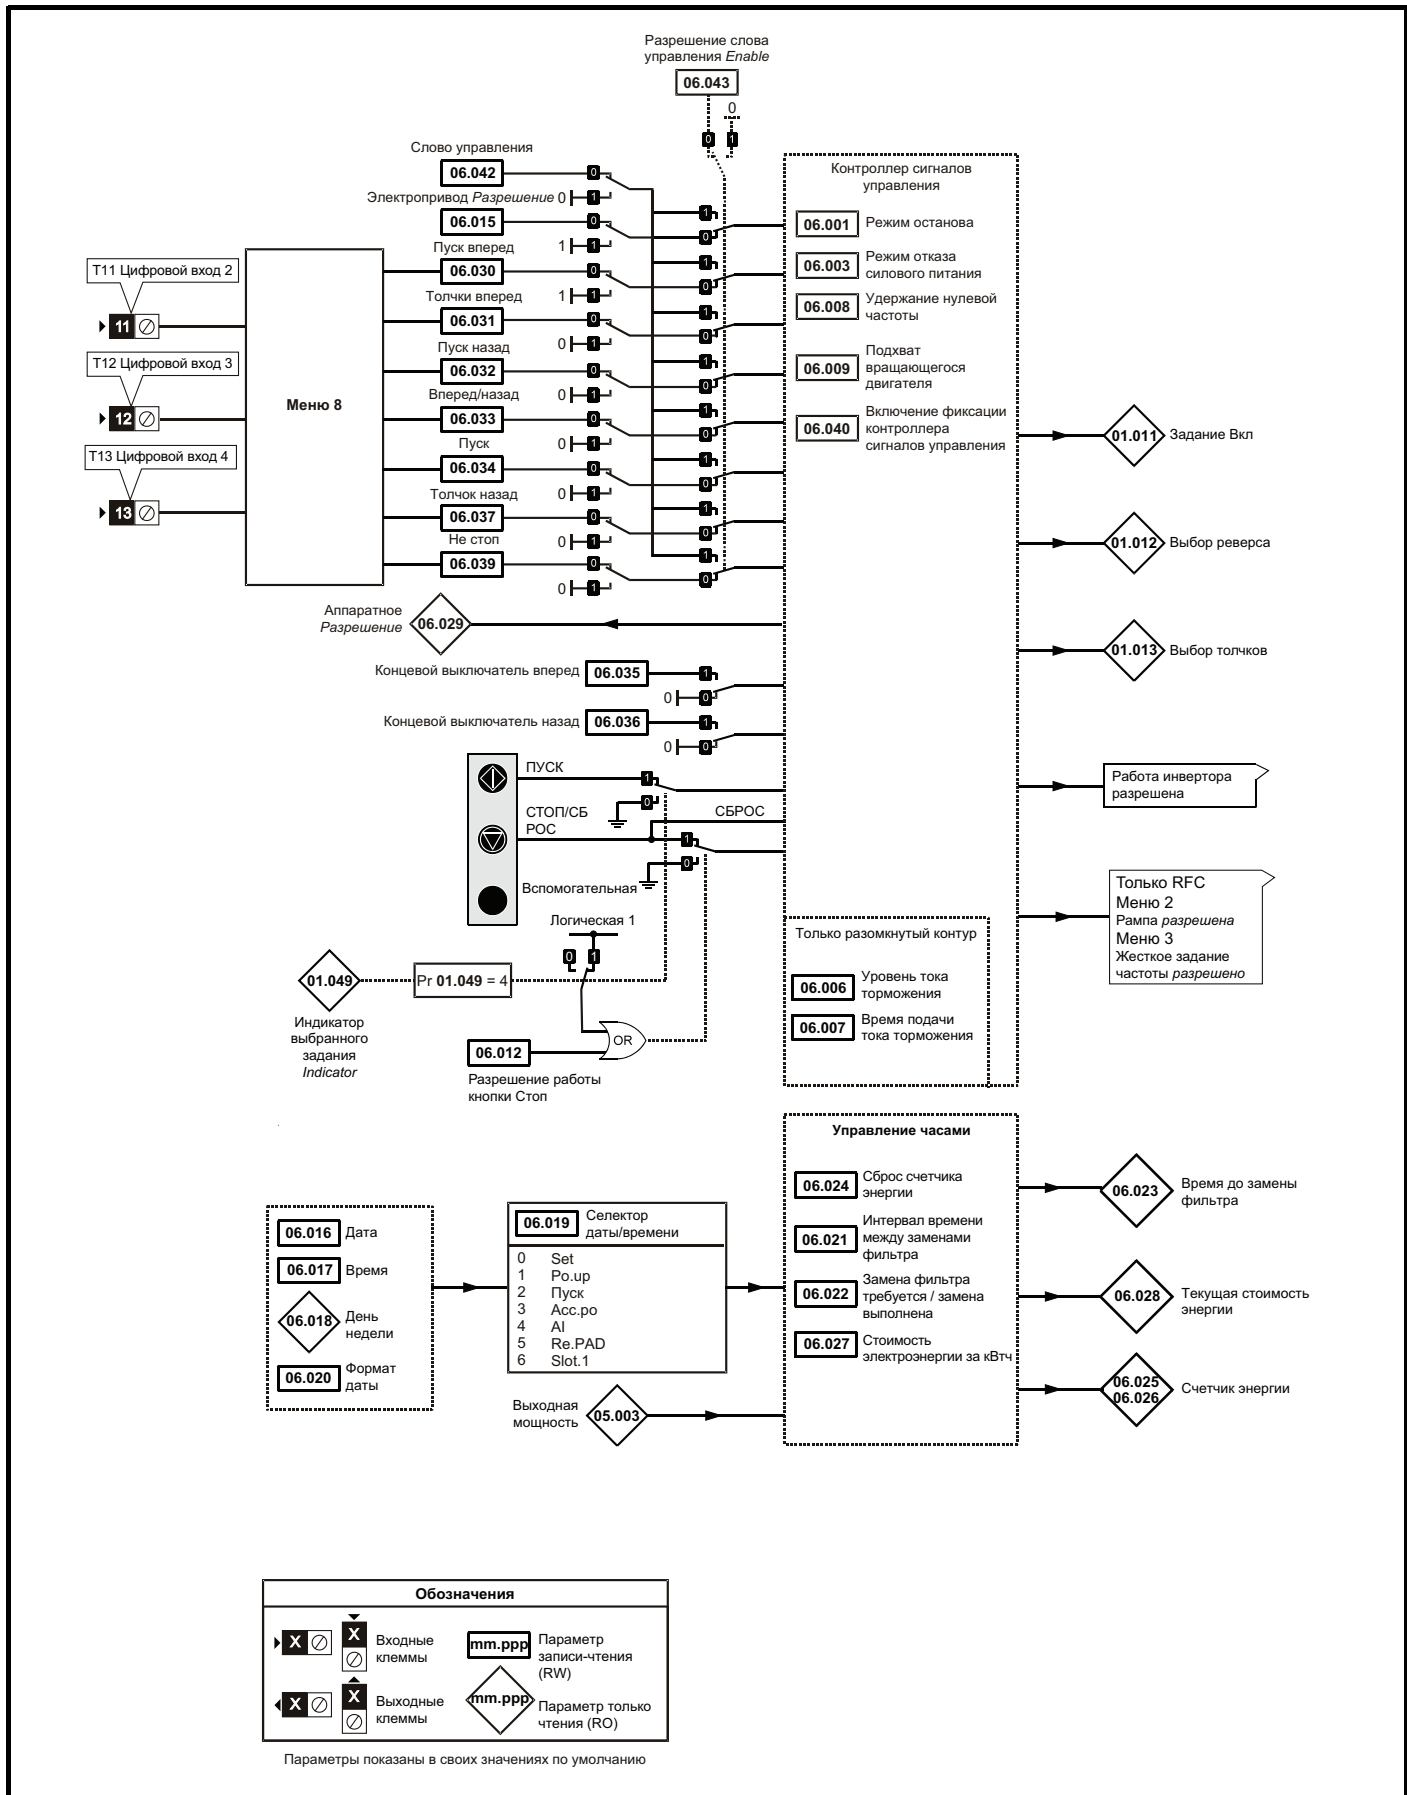 Разрешение слова
управления Enable
06.043
0
0
1
Слово управления
06.042
0
Электропривод Разрешение
0
1
06.015
0
Пуск вперед
1
1
06.030
0
Толчки вперед
1
1
06.031
0
Пуск назад
0
1
06.032
0
Вперед/назад
0
1
06.033
0
Пуск
0
1
06.034
0
Толчок назад
0
1
06.037
0
Не стоп
0
1
06.039
0
0
1
1
0
1
0
1
0
1
0
1
0
1
0
1
0
1
0
T11 Цифровой вход 2
11
T12 Цифровой вход 3
12
T13 Цифровой вход 4
13
Меню 8
Контроллер сигналов
управления
06.001
Режим останова
06.003
Режим отказа
силового питания
06.008
Удержание нулевой
частоты
06.009
Подхват
вращающегося
двигателя
06.040
Включение фиксации
контроллера
сигналов управления
01.011
Задание Вкл
01.012
Выбор реверса
01.013
Выбор толчков
Работа инвертора
разрешена
Только RFC
Меню 2
Рампа разрешена
Меню 3
Жесткое задание
частоты разрешено
Аппаратное
Разрешение
06.029
Концевой выключатель вперед
06.035
1
0
0
Концевой выключатель назад
06.036
1
0
0
ПУСК
1
0
СТОП/СБ
РОС
СБРОС
1
0
Вспомогательная
Логическая 1
0
1
01.049
Pr 01.049 = 4
Индикатор
выбранного
задания
Indicator
OR
06.012
Разрешение работы
кнопки Стоп
Только разомкнутый контур
06.006
Уровень тока
торможения
06.007
Время подачи
тока торможения
Управление часами
06.024
Сброс счетчика
энергии
06.021
Интервал времени
между заменами
фильтра
06.022
Замена фильтра
требуется / замена
выполнена
06.027
Стоимость
электроэнергии за кВтч
06.023
Время до замены
фильтра
06.028
Текущая стоимость
энергии
06.025
06.026
Счетчик энергии
06.016
Дата
06.017
Время
06.018
День
недели
06.020
Формат
даты
06.019
Селектор
даты/времени
0 Set
1 Po.up
2 Пуск
3 Acc.po
4 AI
5 Re.PAD
6 Slot.1
Выходная
мощность
05.003
Обозначения
X
X
Входные
клеммы
mm.ppp
Параметр
записи-чтения
(RW)
X
X
Выходные
клеммы
mm.ppp
Параметр только
чтения (RO)
Параметры показаны в своих значениях по умолчанию